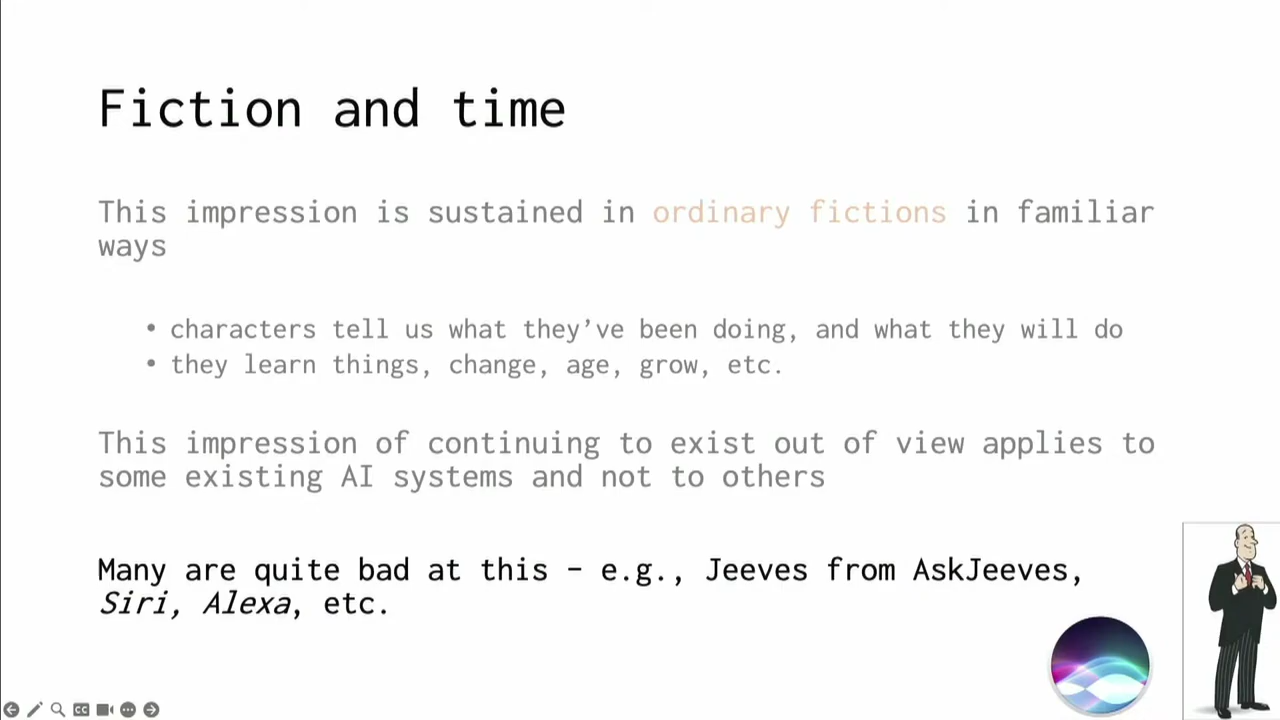 Fiction and time
This impression is sustained in ordinary fictions in familiar
ways
• characters tell us what they’ve been doing, and what they will do
• they learn things, change, age, grow, etc.
This impression of continuing to exist out of view applies to
some existing AI systems and not to others
Many are quite bad at this – e.g., Jeeves from AskJeeves,
Siri, Alexa, etc.
CC